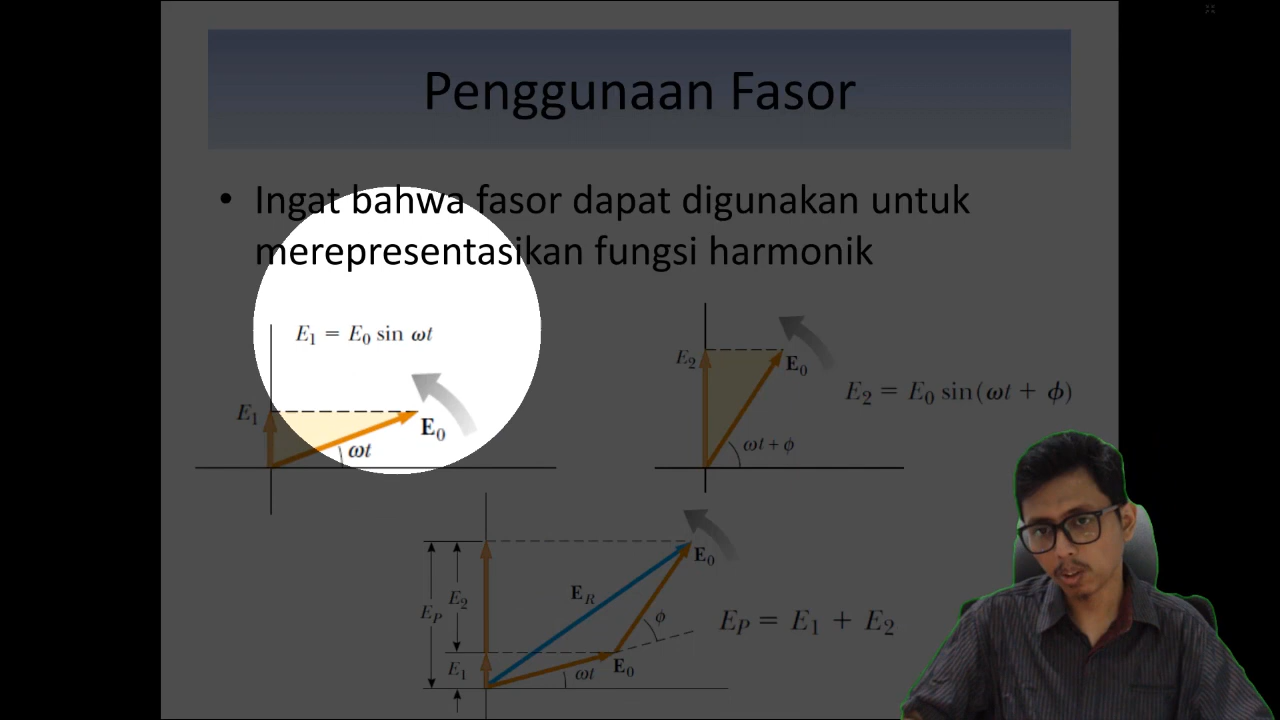 Penggunaan Fasor
• Ingat bahwa fasor dapat digunakan untuk
merepresentasikan fungsi harmonik
E₁ = E₀ sin ωt
E₁
E₀
ωt
E₂
E₀
ωt + ϕ
E₂ = E₀ sin(ωt + ϕ)
E₀
E_R
E₂
E_P
ϕ
E_P = E₁ + E₂
E₁
ωt
E₀